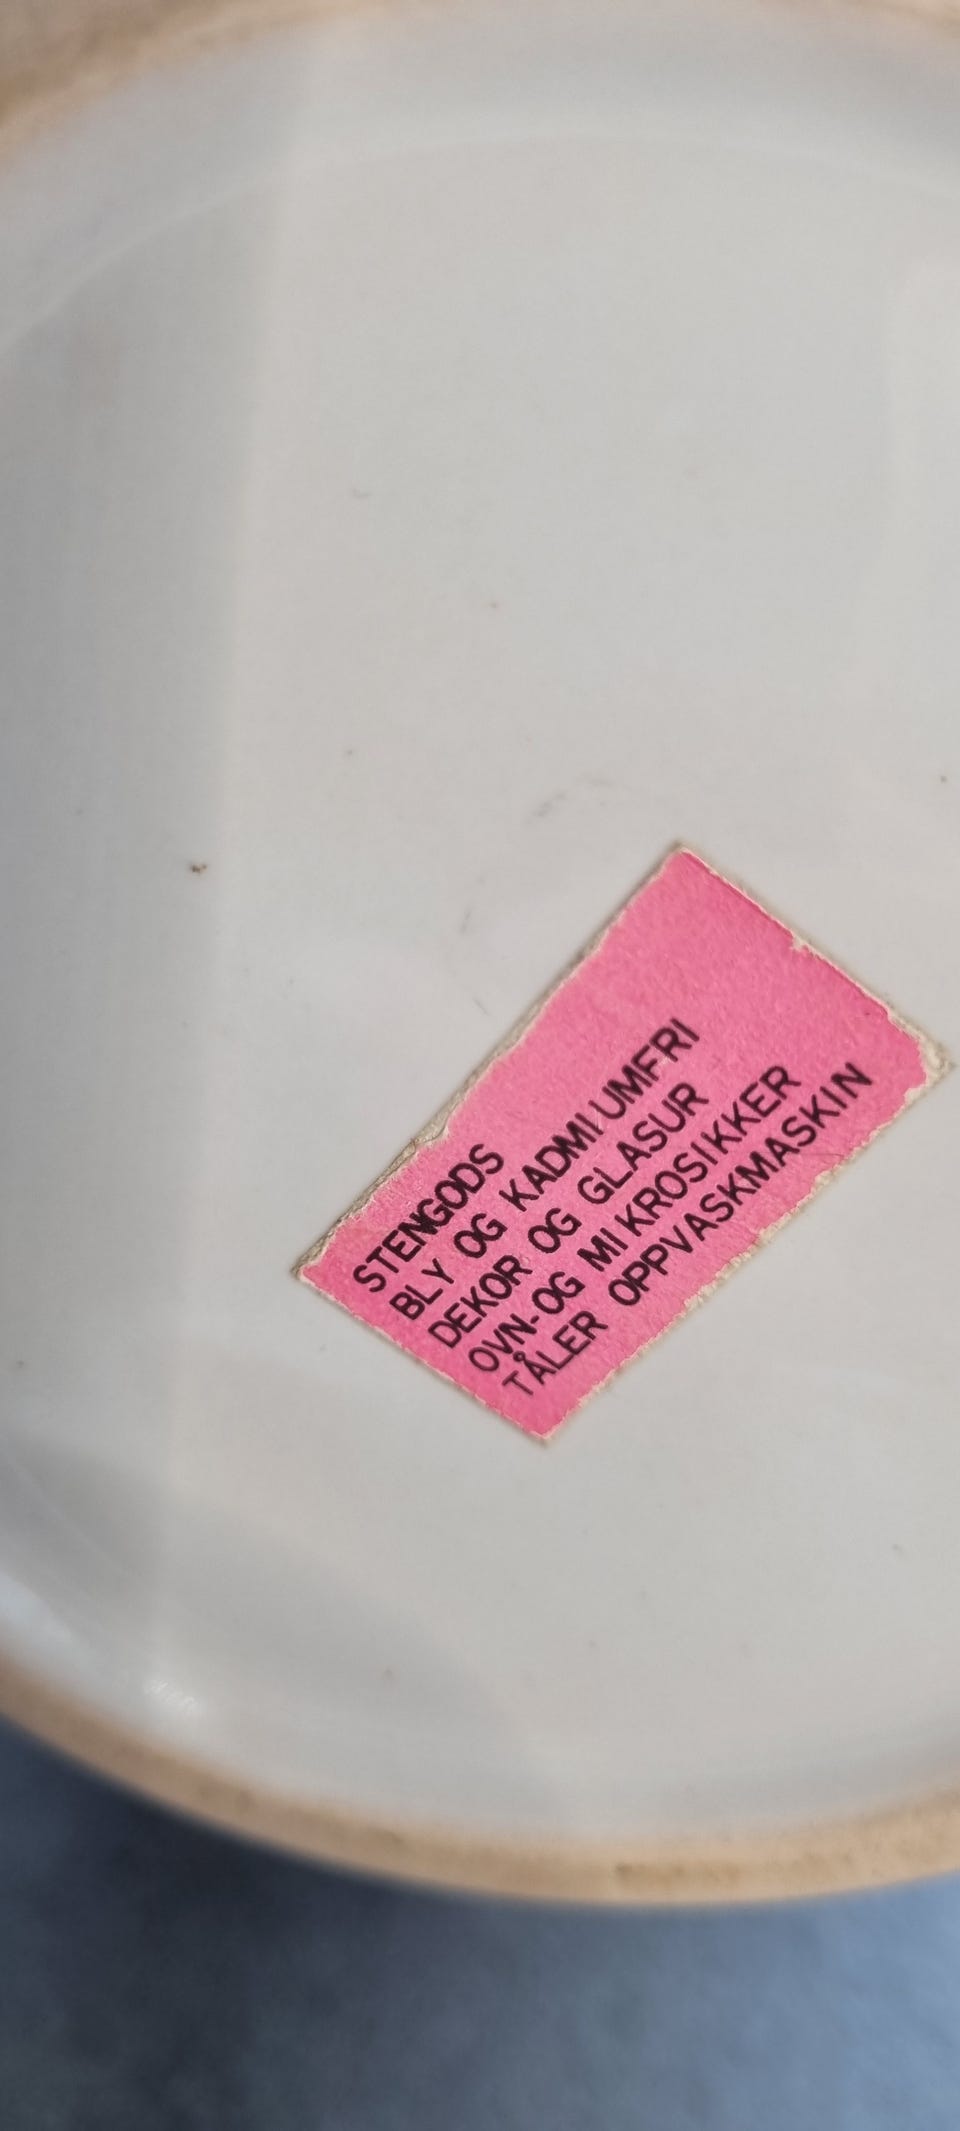 STENGODS
BLY OG KADMIUMFRI
DEKOR OG GLASUR
OVN-OG MIKROSIKKER
TÅLER OPPVASKMASKIN